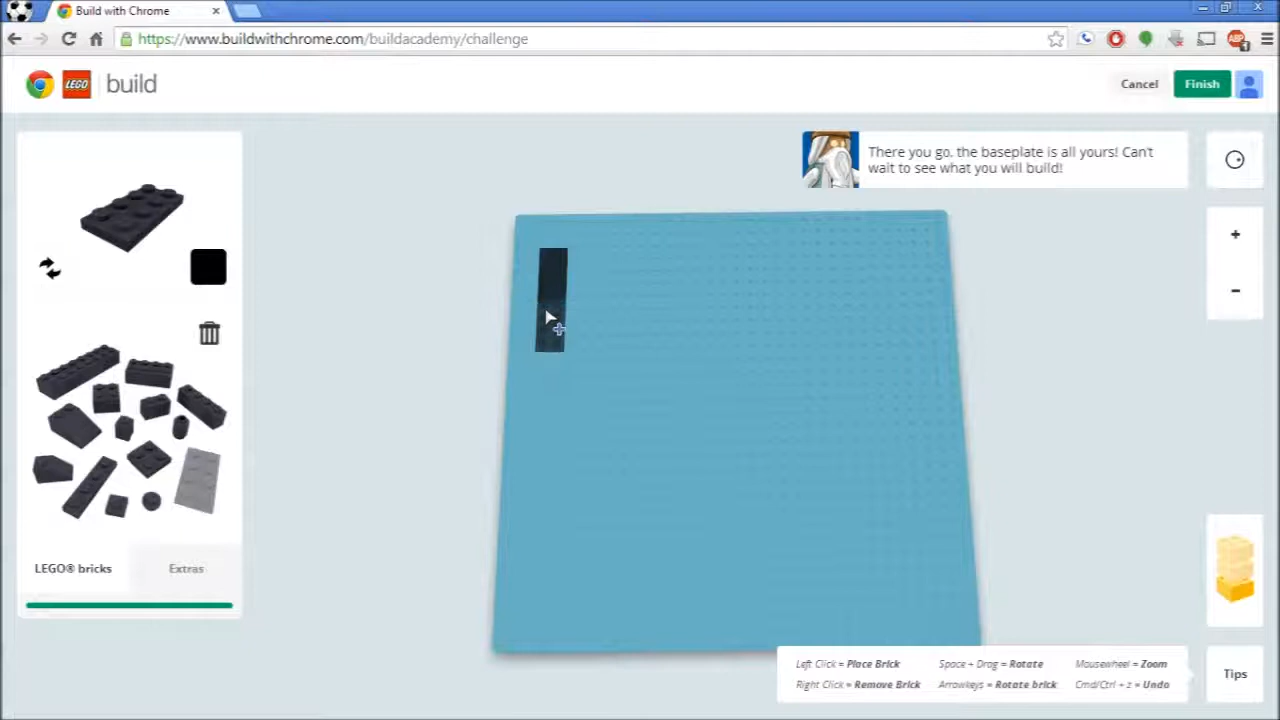 Build with Chrome
https://www.buildwithchrome.com/buildacademy/challenge
ABP
LEGO
build
Cancel
Finish
There you go, the baseplate is all yours! Can't
wait to see what you will build!
+
-
LEGO® bricks
Extras
Left Click = Place Brick
Space + Drag = Rotate
Mousewheel = Zoom
Right Click = Remove Brick
Arrowkeys = Rotate brick
Cmd/Ctrl + z = Undo
Tips